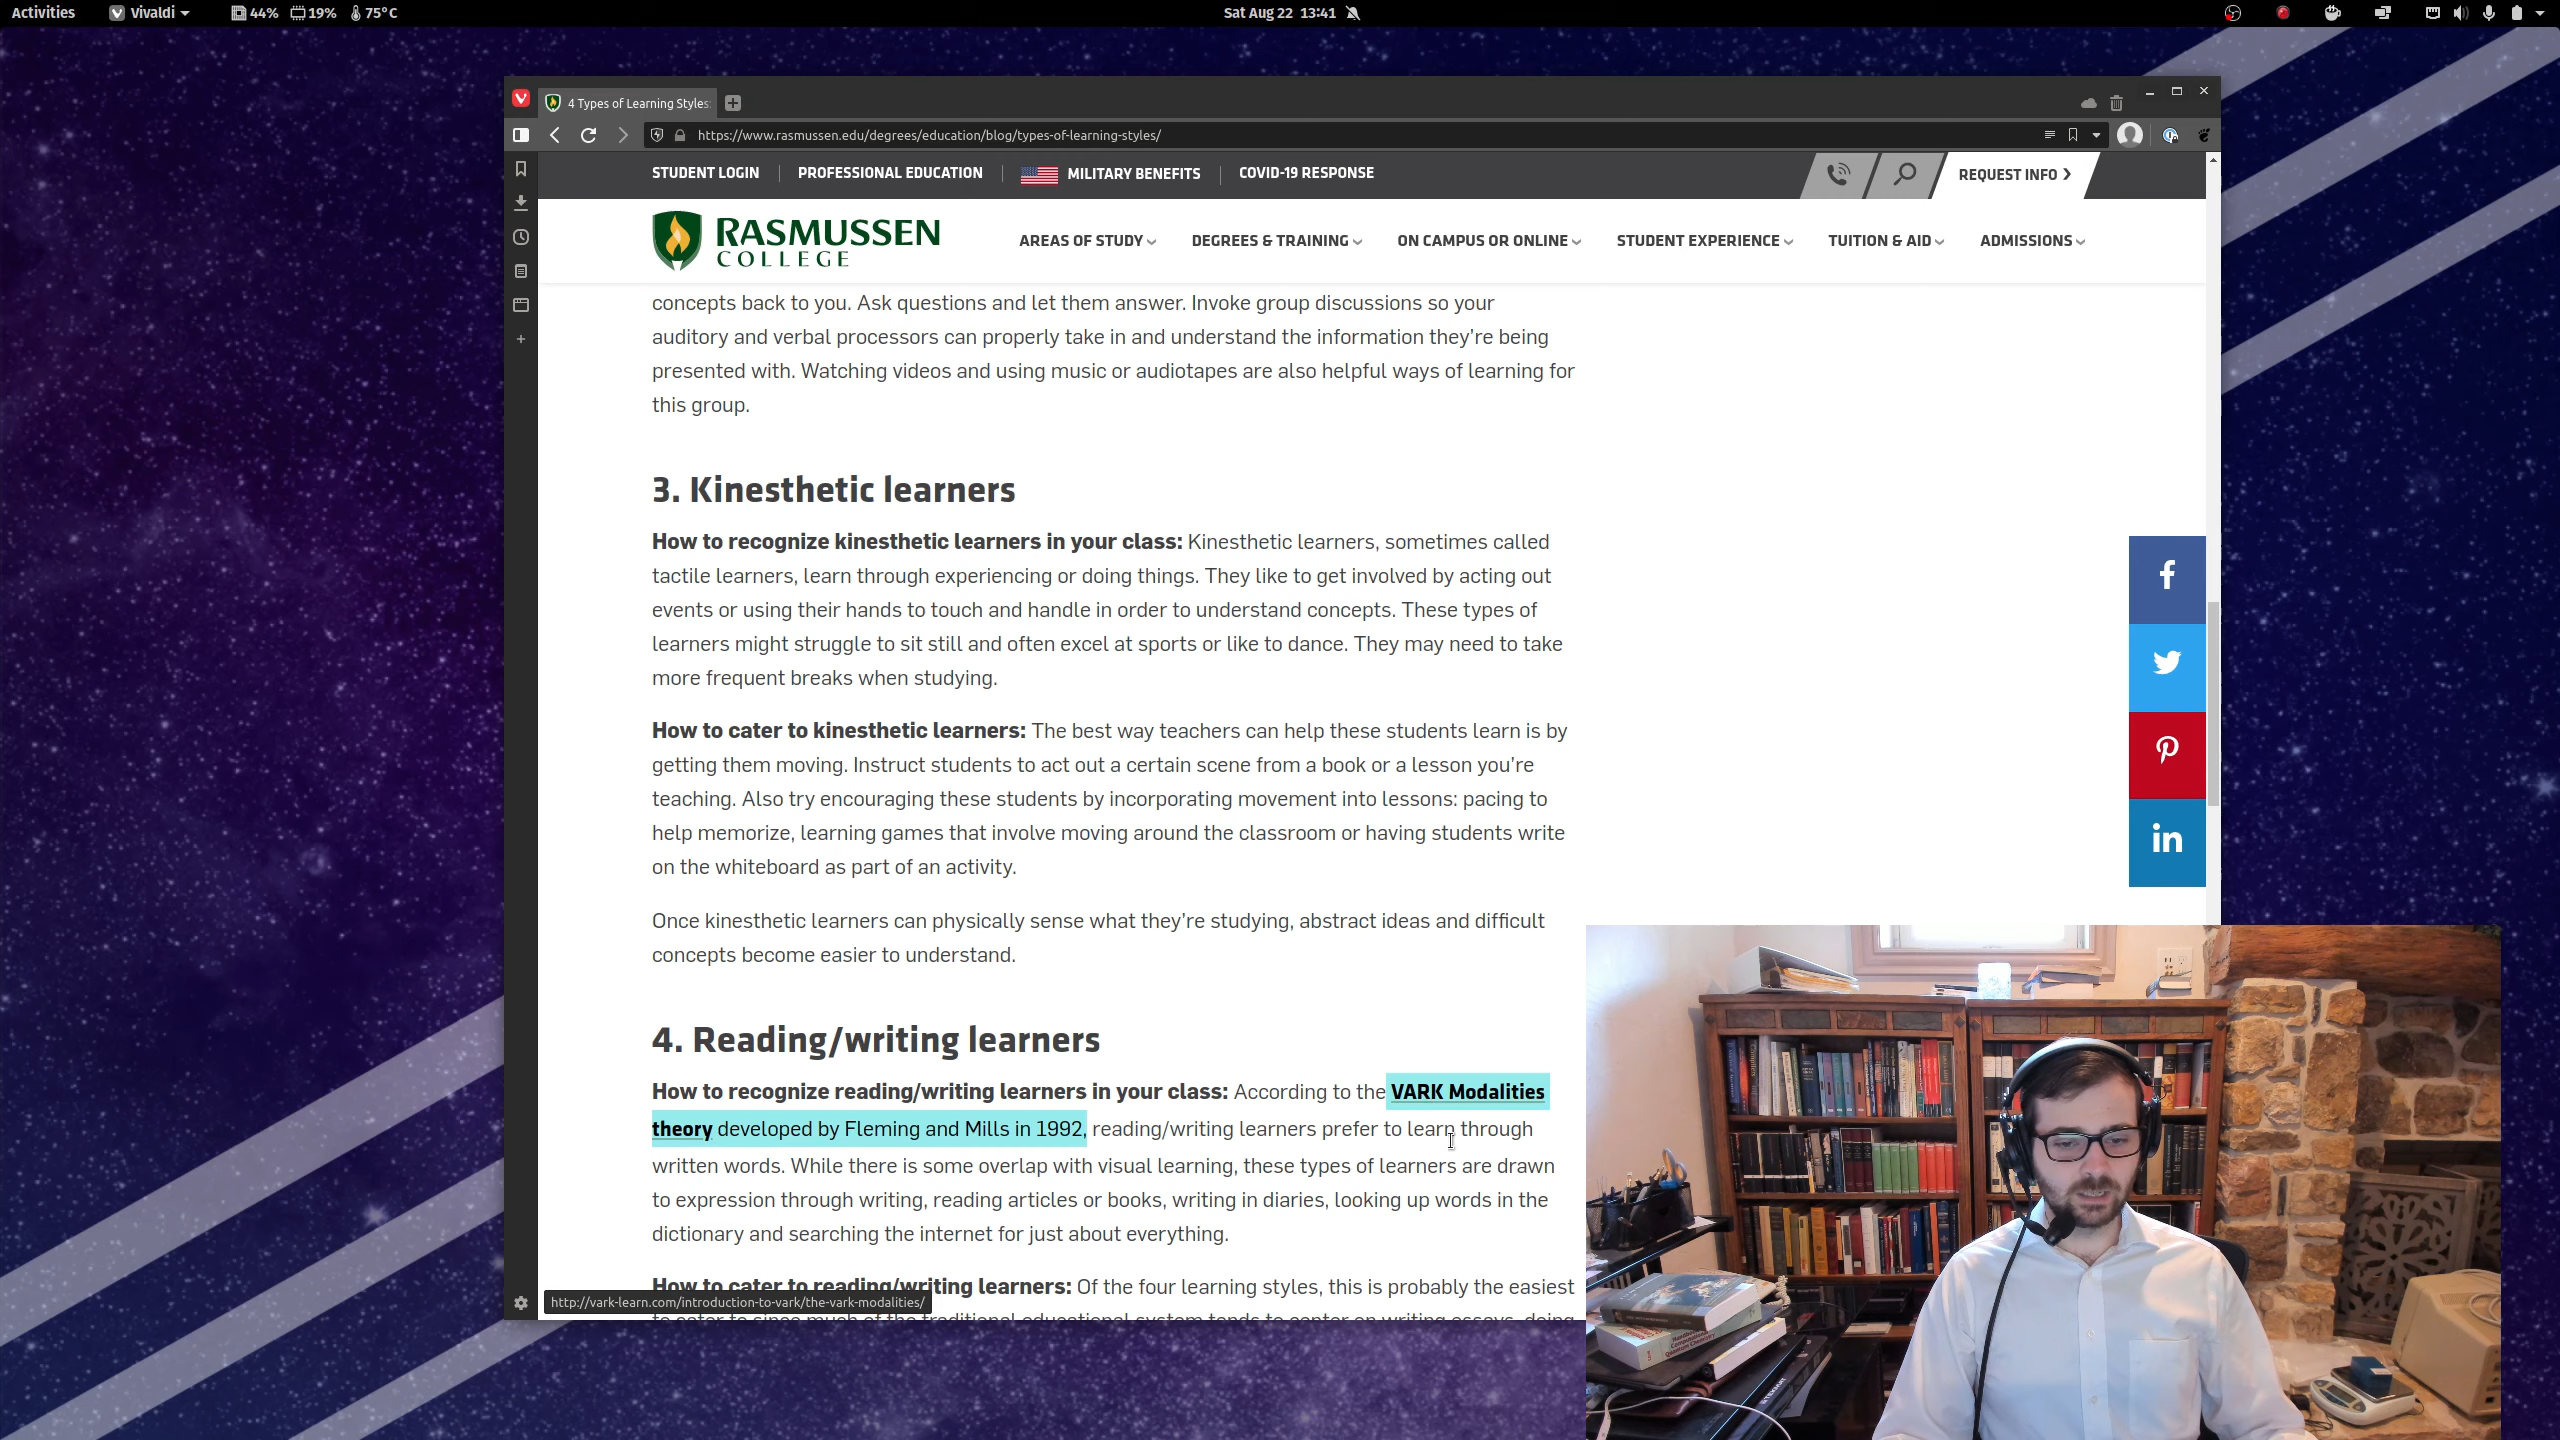 Activities
Vivaldi
44%
19%
75°C
Sat Aug 22 13:41
4 Types of Learning Styles:
https://www.rasmussen.edu/degrees/education/blog/types-of-learning-styles/
STUDENT LOGIN
PROFESSIONAL EDUCATION
MILITARY BENEFITS
COVID-19 RESPONSE
REQUEST INFO
RASMUSSEN
COLLEGE
AREAS OF STUDY
DEGREES & TRAINING
ON CAMPUS OR ONLINE
STUDENT EXPERIENCE
TUITION & AID
ADMISSIONS
concepts back to you. Ask questions and let them answer. Invoke group discussions so your
auditory and verbal processors can properly take in and understand the information they're being
presented with. Watching videos and using music or audiotapes are also helpful ways of learning for
this group.
3. Kinesthetic learners
How to recognize kinesthetic learners in your class: Kinesthetic learners, sometimes called
tactile learners, learn through experiencing or doing things. They like to get involved by acting out
events or using their hands to touch and handle in order to understand concepts. These types of
learners might struggle to sit still and often excel at sports or like to dance. They may need to take
more frequent breaks when studying.
How to cater to kinesthetic learners: The best way teachers can help these students learn is by
getting them moving. Instruct students to act out a certain scene from a book or a lesson you're
teaching. Also try encouraging these students by incorporating movement into lessons: pacing to
help memorize, learning games that involve moving around the classroom or having students write
on the whiteboard as part of an activity.
Once kinesthetic learners can physically sense what they're studying, abstract ideas and difficult
concepts become easier to understand.
4. Reading/writing learners
How to recognize reading/writing learners in your class: According to the VARK Modalities
theory developed by Fleming and Mills in 1992, reading/writing learners prefer to learn through
written words. While there is some overlap with visual learning, these types of learners are drawn
to expression through writing, reading articles or books, writing in diaries, looking up words in the
dictionary and searching the internet for just about everything.
How to cater to reading/writing learners: Of the four learning styles, this is probably the easiest
http://vark-learn.com/introduction-to-vark/the-vark-modalities/
to cater to since much of the traditional educational system tends to center on writing essays, doing